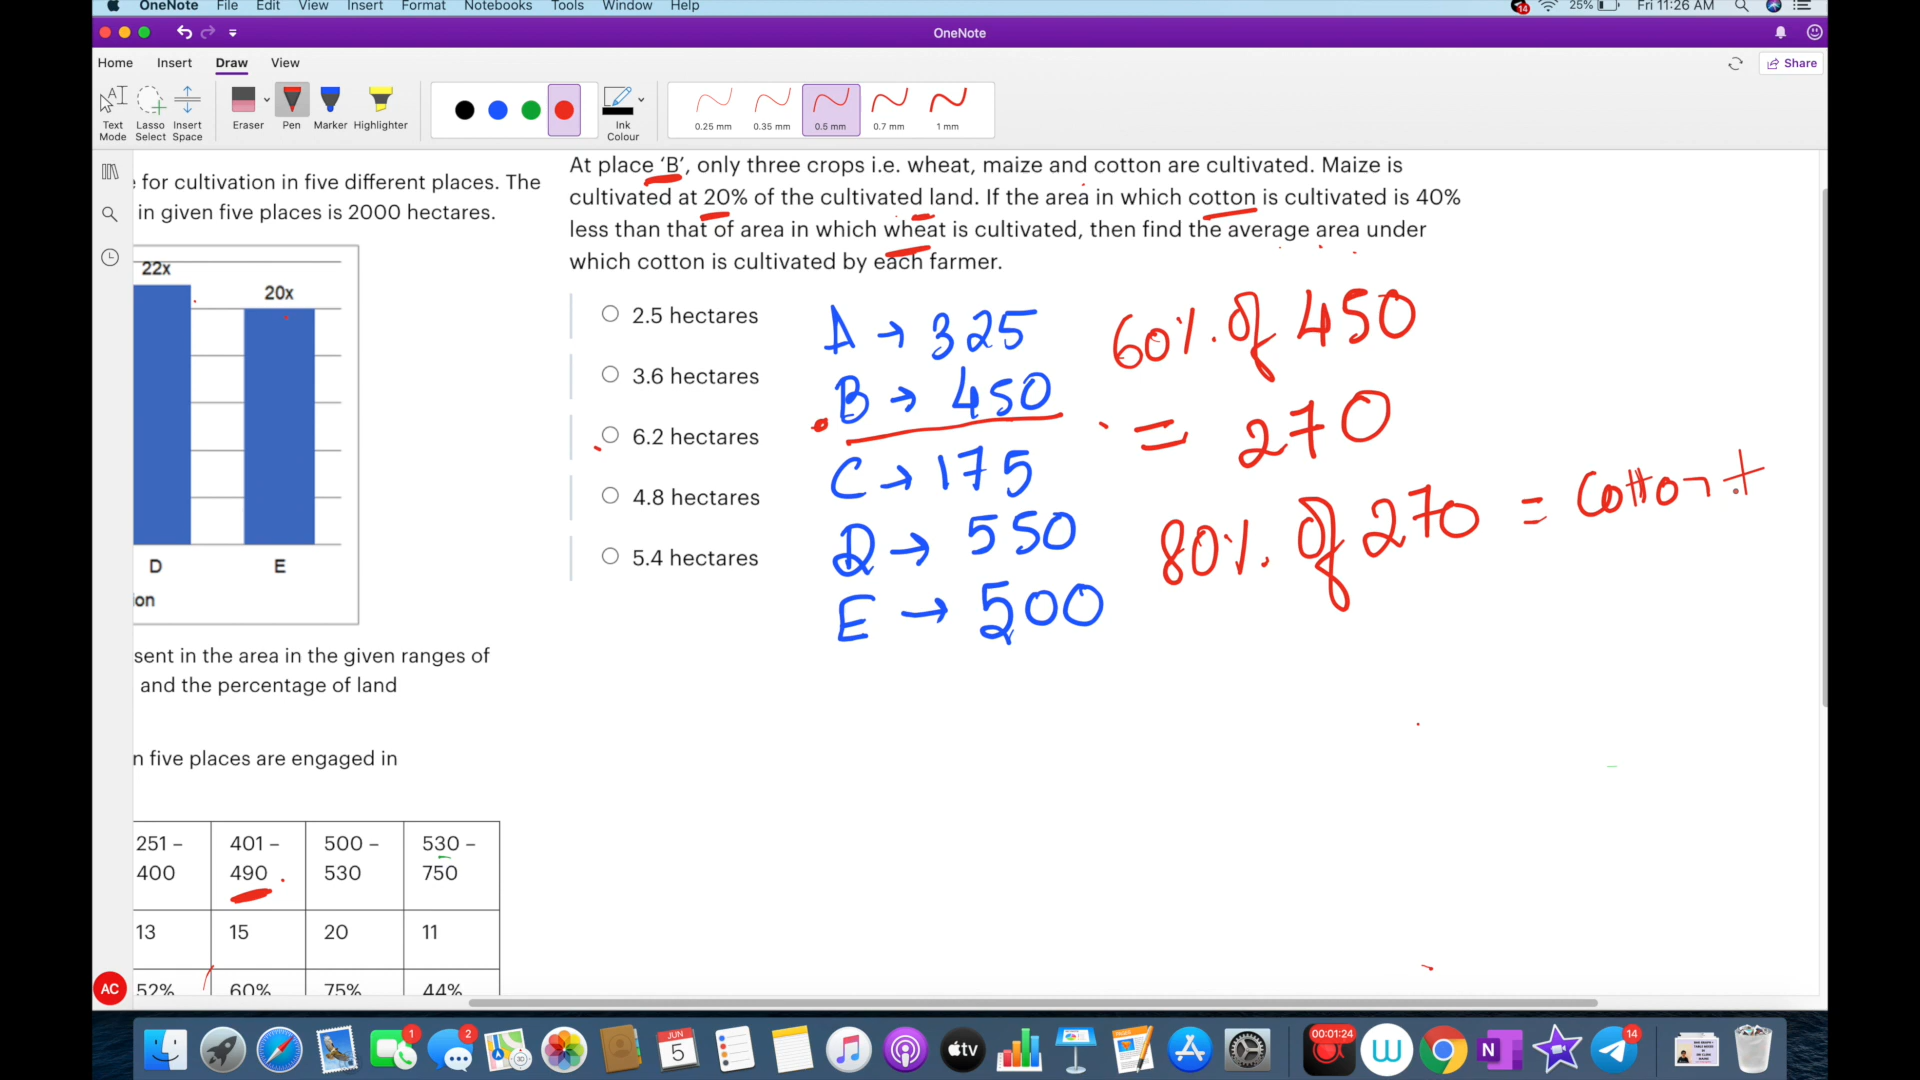 OneNote File Edit View Insert Format Notebooks Tools Window Help
14 25% Fri 11:26 AM
OneNote
Home Insert Draw View
Share
Text Mode
Lasso Select
Insert Space
Eraser
Pen
Marker
Highlighter
Ink Colour
0.25 mm 0.35 mm 0.5 mm 0.7 mm 1 mm
for cultivation in five different places. The
in given five places is 2000 hectares.
22x
20x
D E
ion
sent in the area in the given ranges of
and the percentage of land
n five places are engaged in
251 – 400
401 – 490
500 – 530
530 – 750
13 15 20 11
52% 60% 75% 44%
At place ‘B’, only three crops i.e. wheat, maize and cotton are cultivated. Maize is
cultivated at 20% of the cultivated land. If the area in which cotton is cultivated is 40%
less than that of area in which wheat is cultivated, then find the average area under
which cotton is cultivated by each farmer.
2.5 hectares
3.6 hectares
6.2 hectares
4.8 hectares
5.4 hectares
A → 325
B → 450
C → 175
D → 550
E → 500
60% of 450
= 270
80% of 270 = cotton +
AC
1
2
JUN
5
tv
00:01:24
W
N
14